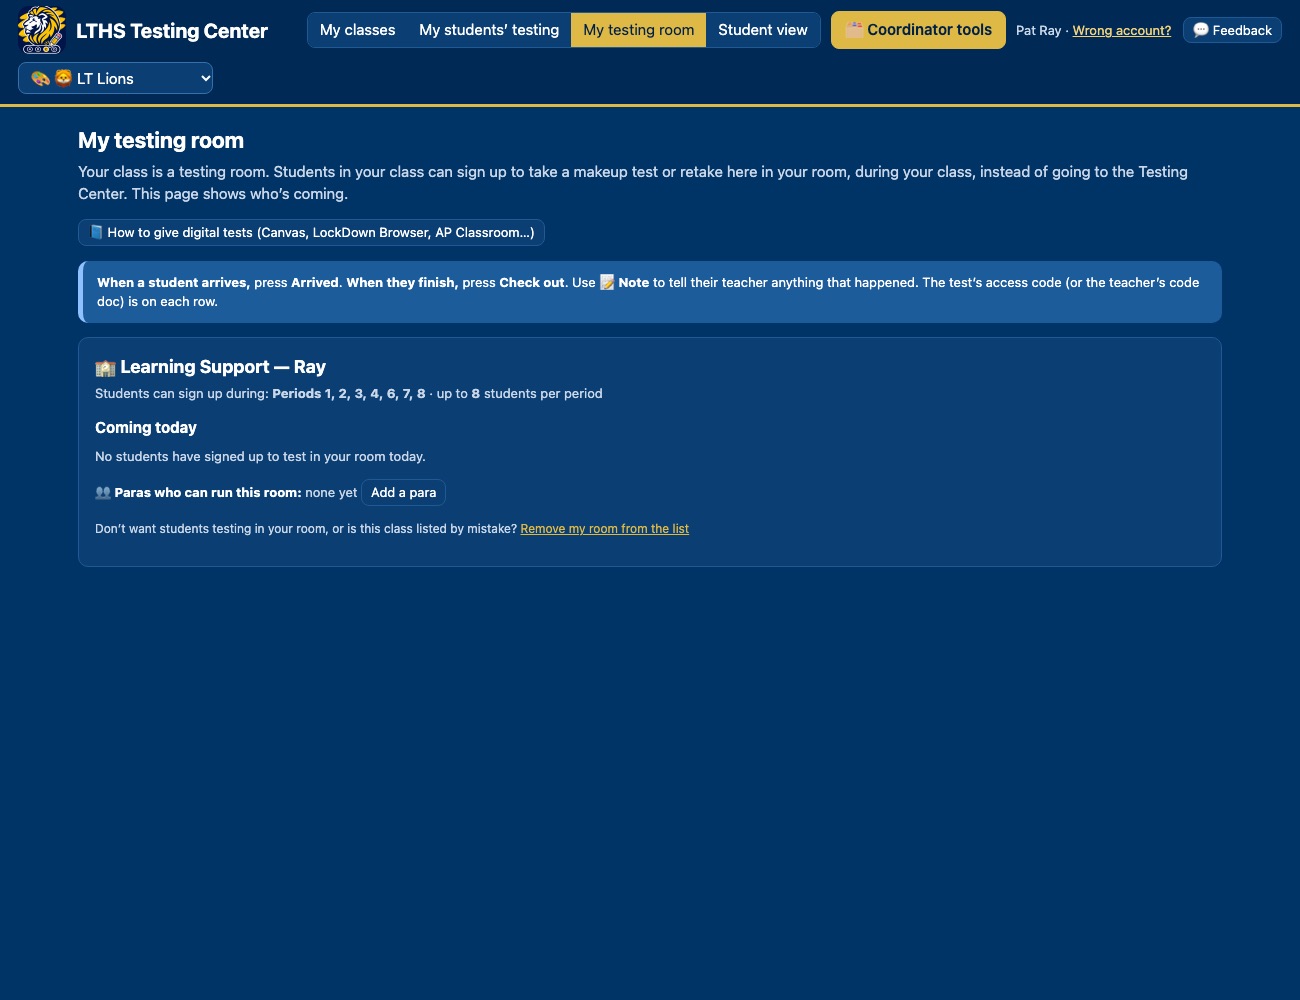 LTHS Testing Center
My classes
My students’ testing
My testing room
Student view
Coordinator tools
Pat Ray · Wrong account?
Feedback
LT Lions
My testing room
Your class is a testing room. Students in your class can sign up to take a makeup test or retake here in your room, during your class, instead of going to the Testing
Center. This page shows who’s coming.
How to give digital tests (Canvas, LockDown Browser, AP Classroom…)
When a student arrives, press Arrived. When they finish, press Check out. Use 📝 Note to tell their teacher anything that happened. The test’s access code (or the teacher’s code
doc) is on each row.
Learning Support — Ray
Students can sign up during: Periods 1, 2, 3, 4, 6, 7, 8 · up to 8 students per period
Coming today
No students have signed up to test in your room today.
Paras who can run this room: none yet Add a para
Don’t want students testing in your room, or is this class listed by mistake? Remove my room from the list